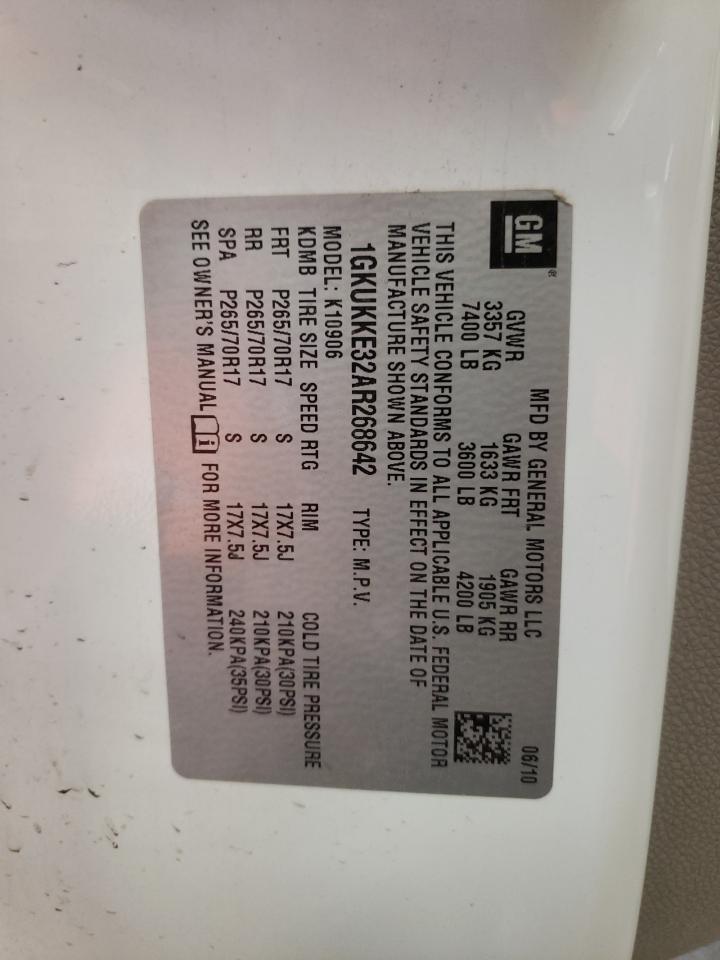 GM
MFD BY GENERAL MOTORS LLC 06/10
GVWR GAWR FRT GAWR RR
3357 KG 1633 KG 1905 KG
7400 LB 3600 LB 4200 LB
THIS VEHICLE CONFORMS TO ALL APPLICABLE U.S. FEDERAL MOTOR
VEHICLE SAFETY STANDARDS IN EFFECT ON THE DATE OF
MANUFACTURE SHOWN ABOVE.
1GKUKKE32AR268642 TYPE: M.P.V.
MODEL: K10906
KDMB TIRE SIZE SPEED RTG RIM COLD TIRE PRESSURE
FRT P265/70R17 S 17X7.5J 210KPA(30PSI)
RR P265/70R17 S 17X7.5J 210KPA(30PSI)
SPA P265/70R17 S 17X7.5J 240KPA(35PSI)
SEE OWNER'S MANUAL i FOR MORE INFORMATION.